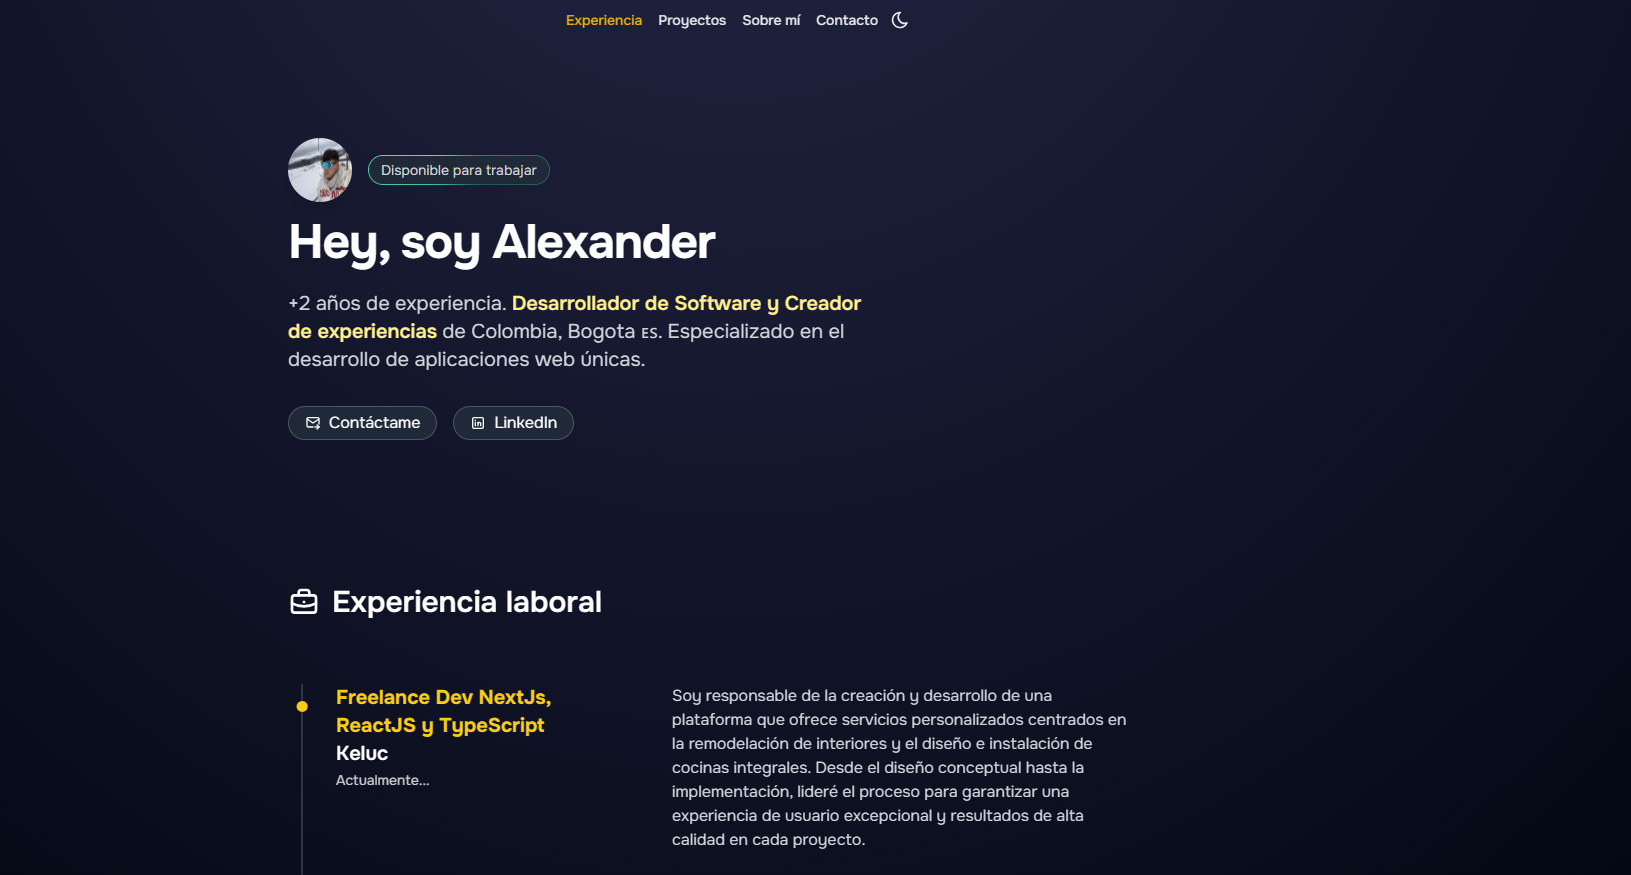 Experiencia Proyectos Sobre mí Contacto
Disponible para trabajar
Hey, soy Alexander
+2 años de experiencia. Desarrollador de Software y Creador
de experiencias de Colombia, Bogota ES. Especializado en el
desarrollo de aplicaciones web únicas.
Contáctame LinkedIn
Experiencia laboral
Freelance Dev NextJs,
ReactJS y TypeScript
Keluc
Actualmente...
Soy responsable de la creación y desarrollo de una
plataforma que ofrece servicios personalizados centrados en
la remodelación de interiores y el diseño e instalación de
cocinas integrales. Desde el diseño conceptual hasta la
implementación, lideré el proceso para garantizar una
experiencia de usuario excepcional y resultados de alta
calidad en cada proyecto.